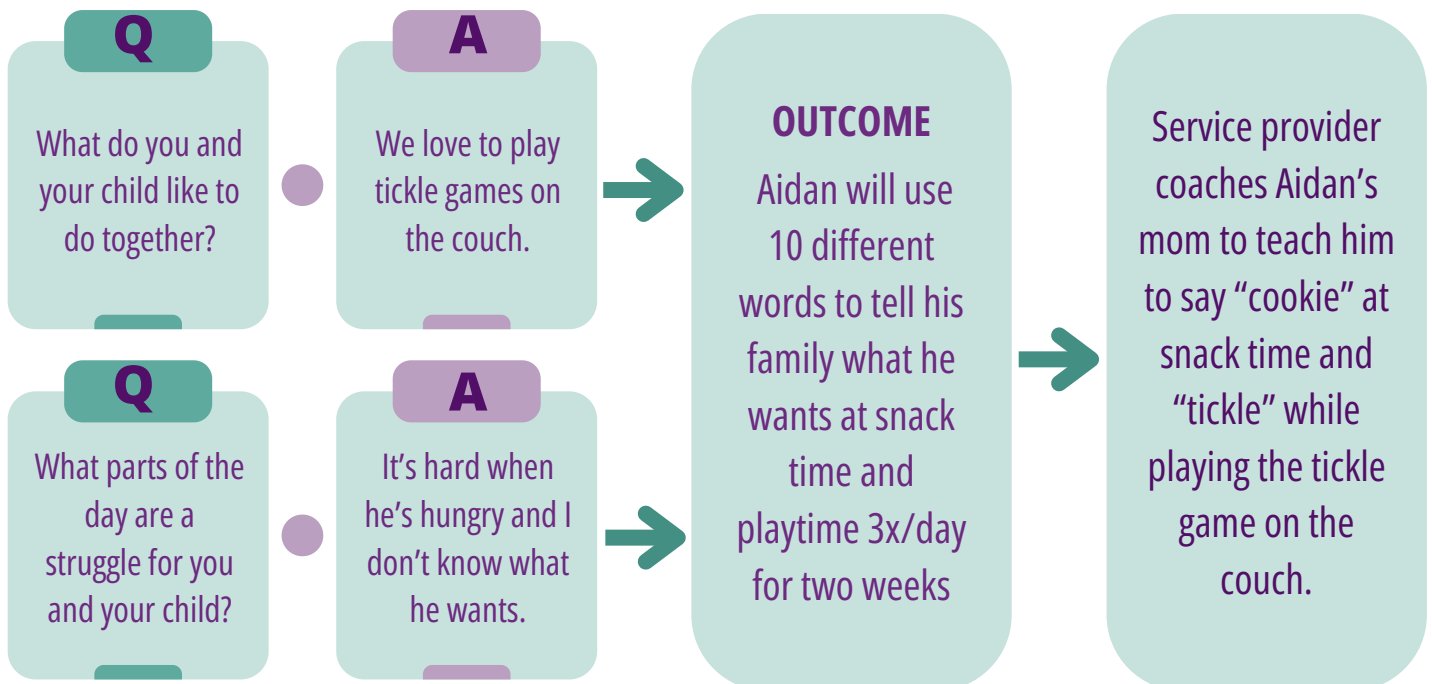 Q
What do you and
your child like to
do together?
A
We love to play
tickle games on
the couch.
Q
What parts of the
day are a
struggle for you
and your child?
A
It's hard when
he's hungry and I
don't know what
he wants.
OUTCOME
Aidan will use
10 different
words to tell his
family what he
wants at snack
time and
playtime 3x/day
for two weeks
Service provider
coaches Aidan’s
mom to teach him
to say “cookie” at
snack time and
“tickle” while
playing the tickle
game on the
couch.